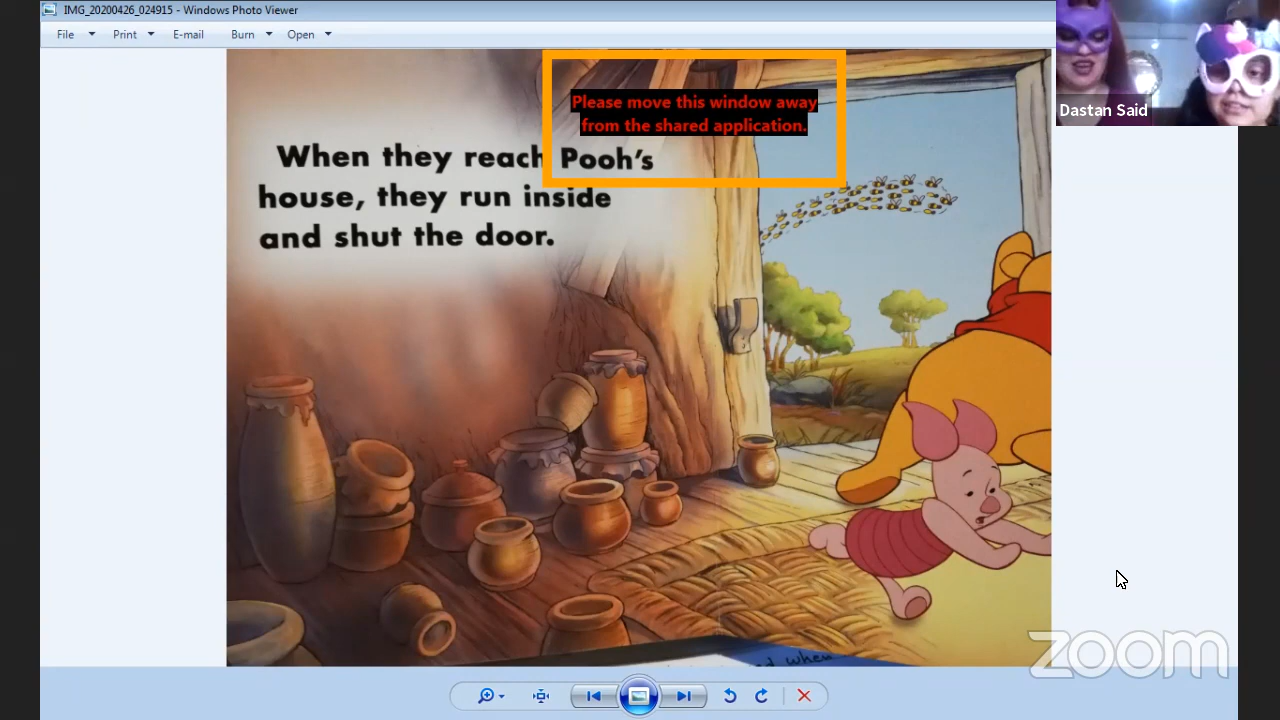 IMG_20200426_024915 - Windows Photo Viewer
File Print E-mail Burn Open
Please move this window away
from the shared application.
Dastan Said
When they reach Pooh's
house, they run inside
and shut the door.
when
zoom